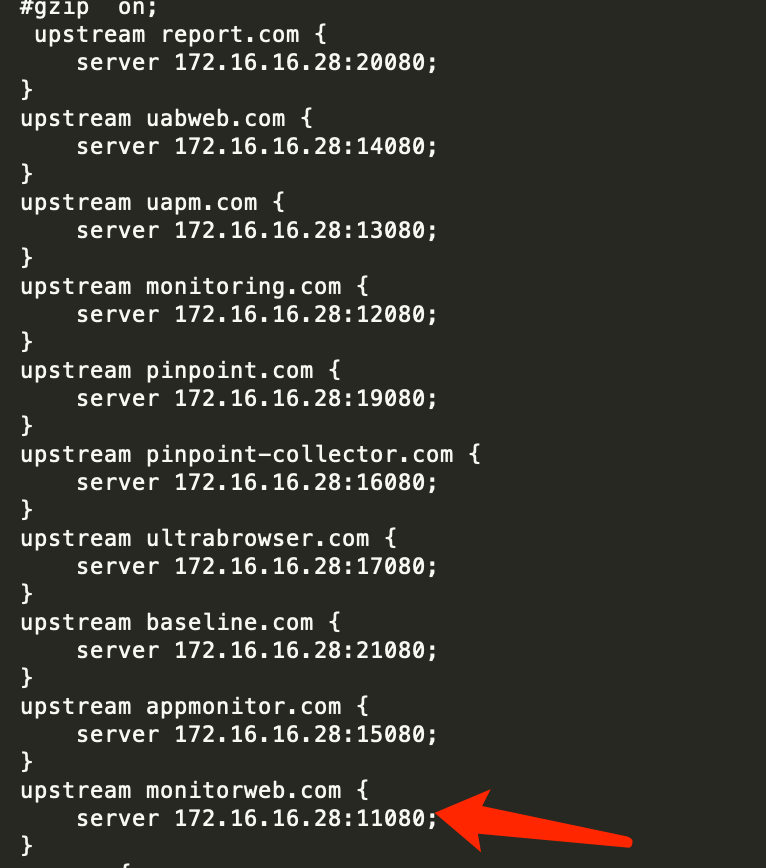 #gzip  on;
 upstream report.com {
    server 172.16.16.28:20080;
}
upstream uabweb.com {
    server 172.16.16.28:14080;
}
upstream uapm.com {
    server 172.16.16.28:13080;
}
upstream monitoring.com {
    server 172.16.16.28:12080;
}
upstream pinpoint.com {
    server 172.16.16.28:19080;
}
upstream pinpoint-collector.com {
    server 172.16.16.28:16080;
}
upstream ultrabrowser.com {
    server 172.16.16.28:17080;
}
upstream baseline.com {
    server 172.16.16.28:21080;
}
upstream appmonitor.com {
    server 172.16.16.28:15080;
}
upstream monitorweb.com {
    server 172.16.16.28:11080;
}